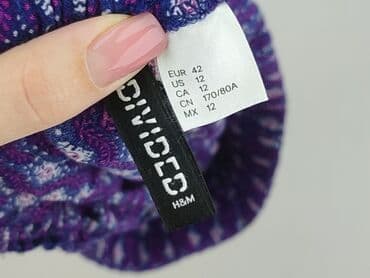 EUR 42
US 12
CA 12
CN 170/80A
MX 12
DIVIDED
H&M